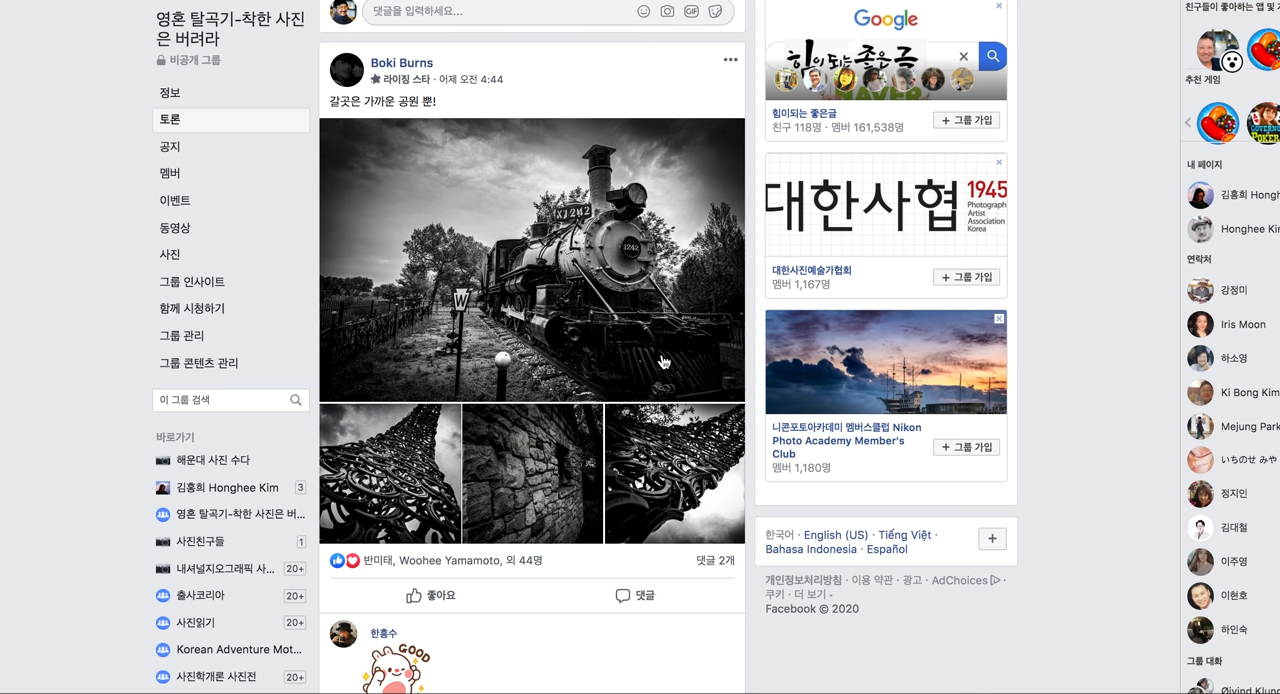 영혼 탈곡기-착한 사진
은 버려라
비공개 그룹
정보
토론
공지
멤버
이벤트
동영상
사진
그룹 인사이트
함께 시청하기
그룹 관리
그룹 콘텐츠 관리
이 그룹 검색
바로가기
해운대 사진 수다
김홍희 Honghee Kim 3
영혼 탈곡기-착한 사진은 버...
사진친구들 1
내셔널지오그래픽 사... 20+
출사코리아 20+
사진읽기 20+
Korean Adventure Mot...
사진학개론 사진전 20+
댓글을 입력하세요...
GIF
Boki Burns
라이징 스타 · 어제 오전 4:44
갈곳은 가까운 공원 뿐!
1242
W
반미태, Woohee Yamamoto, 외 44명
댓글 2개
좋아요
댓글
한흥수
GOOD
Google
힘이되는 좋은글
NAVER
힘이되는 좋은글
친구 118명 · 멤버 161,538명
+ 그룹 가입
대한사협
1945
Photograph
Artist
Association
Korea
대한사진예술가협회
멤버 1,167명
+ 그룹 가입
니콘포토아카데미 멤버스클럽 Nikon
Photo Academy Member's
Club
멤버 1,180명
+ 그룹 가입
한국어 · English (US) · Tiếng Việt ·
Bahasa Indonesia · Español
+
개인정보처리방침 · 이용 약관 · 광고 · AdChoices ·
쿠키 · 더 보기
Facebook © 2020
친구들이 좋아하는 앱 및
추천 게임
GOVERNOR
POKER
내 페이지
김홍희 Hongh
Honghee Kin
연락처
강정미
Iris Moon
하소영
Ki Bong Kim
Mejung Park
いちのせ みや
정지인
김대철
이주영
이현호
하인숙
그룹 대화
Øivind Klung